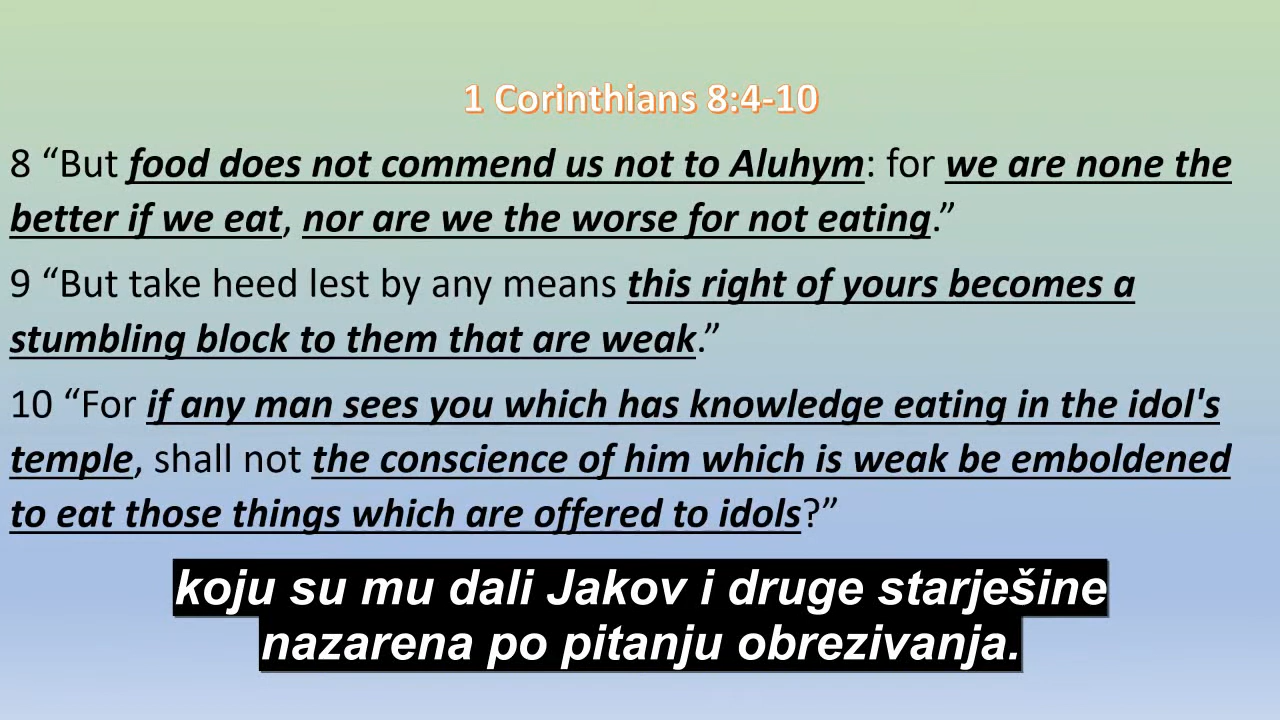 1 Corinthians 8:4-10
8 “But food does not commend us not to Aluhym: for we are none the
better if we eat, nor are we the worse for not eating.”
9 “But take heed lest by any means this right of yours becomes a
stumbling block to them that are weak.”
10 “For if any man sees you which has knowledge eating in the idol's
temple, shall not the conscience of him which is weak be emboldened
to eat those things which are offered to idols?”
koju su mu dali Jakov i druge starješine
nazarena po pitanju obrezivanja.